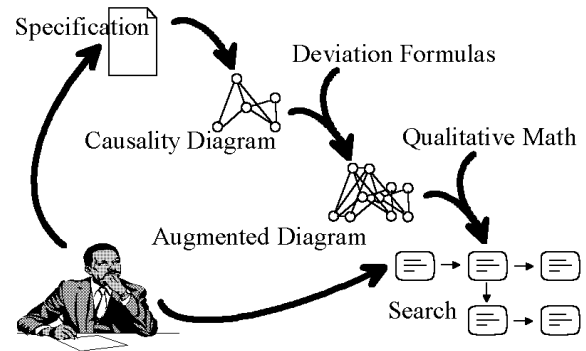 Specification
Deviation Formulas
Causality Diagram
Qualitative Math
Augmented Diagram
Search